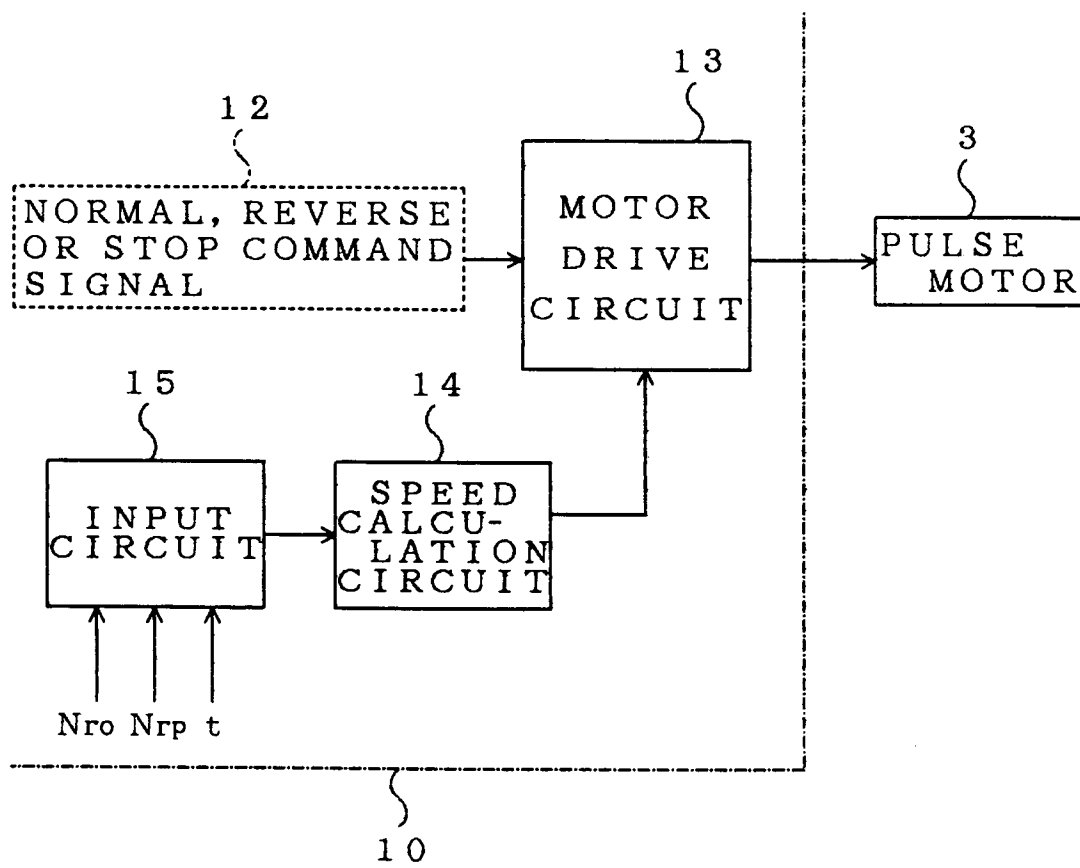 13
12
3
NORMAL, REVERSE
OR STOP COMMAND
SIGNAL
MOTOR
DRIVE
CIRCUIT
PULSE
MOTOR
15
14
INPUT
CIRCUIT
SPEED
CALCU-
LATION
CIRCUIT
Nro Nrp t
10